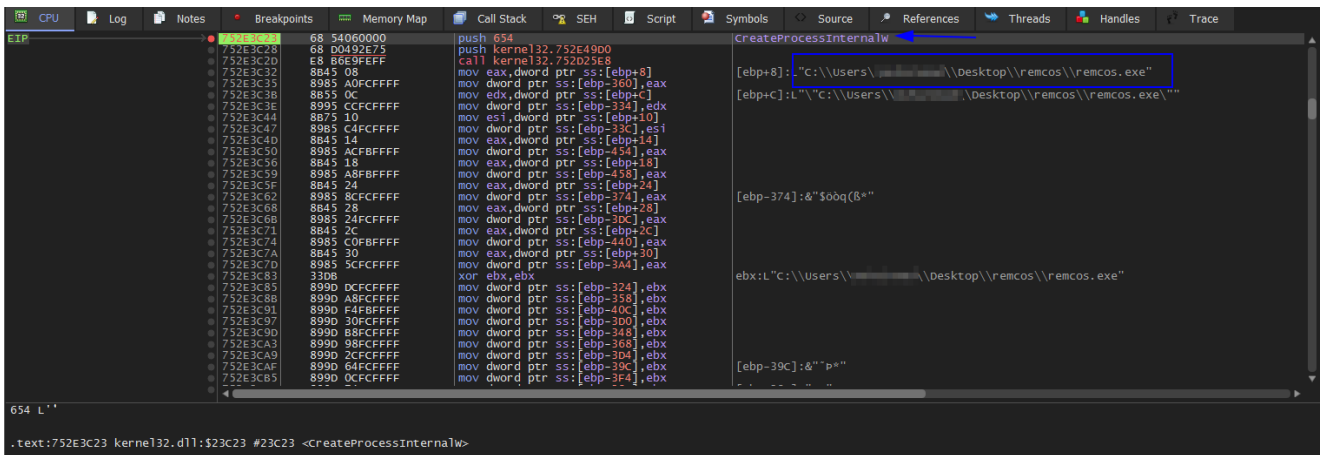 CPU Log Notes Breakpoints Memory Map Call Stack SEH Script Symbols Source References Threads Handles Trace
EIP 752E3C23 68 54060000 push 654 CreateProcessInternalW
752E3C28 68 D0492E75 push kernel32.752E49D0
752E3C2D E8 B6E9FEFF call kernel32.752D25E8
752E3C32 8B45 08 mov eax,dword ptr ss:[ebp+8] [ebp+8]:L"C:\\Users\ \\Desktop\\remcos\\remcos.exe"
752E3C35 8985 A0FCFFFF mov dword ptr ss:[ebp-360],eax
752E3C3B 8B55 0C mov edx,dword ptr ss:[ebp+C] [ebp+C]:L"\"C:\\Users\\ \Desktop\\remcos\\remcos.exe\""
752E3C3E 8995 CCFCFFFF mov dword ptr ss:[ebp-334],edx
752E3C44 8B75 10 mov esi,dword ptr ss:[ebp+10]
752E3C47 89B5 C4FCFFFF mov dword ptr ss:[ebp-33C],esi
752E3C4D 8B45 14 mov eax,dword ptr ss:[ebp+14]
752E3C50 8985 ACFBFFFF mov dword ptr ss:[ebp-454],eax
752E3C56 8B45 18 mov eax,dword ptr ss:[ebp+18]
752E3C59 8985 A8FBFFFF mov dword ptr ss:[ebp-458],eax
752E3C5F 8B45 24 mov eax,dword ptr ss:[ebp+24]
752E3C62 8985 8CFCFFFF mov dword ptr ss:[ebp-374],eax [ebp-374]:&"$öòq(ß*"
752E3C68 8B45 28 mov eax,dword ptr ss:[ebp+28]
752E3C6B 8985 24FCFFFF mov dword ptr ss:[ebp-3DC],eax
752E3C71 8B45 2C mov eax,dword ptr ss:[ebp+2C]
752E3C74 8985 C0FBFFFF mov dword ptr ss:[ebp-440],eax
752E3C7A 8B45 30 mov eax,dword ptr ss:[ebp+30]
752E3C7D 8985 5CFCFFFF mov dword ptr ss:[ebp-3A4],eax
752E3C83 33DB xor ebx,ebx ebx:L"C:\\Users\\ \\Desktop\\remcos\\remcos.exe"
752E3C85 899D DCFCFFFF mov dword ptr ss:[ebp-324],ebx
752E3C8B 899D A8FCFFFF mov dword ptr ss:[ebp-358],ebx
752E3C91 899D F4FBFFFF mov dword ptr ss:[ebp-40C],ebx
752E3C97 899D 30FCFFFF mov dword ptr ss:[ebp-3D0],ebx
752E3C9D 899D B8FCFFFF mov dword ptr ss:[ebp-348],ebx
752E3CA3 899D 98FCFFFF mov dword ptr ss:[ebp-368],ebx
752E3CA9 899D 2CFCFFFF mov dword ptr ss:[ebp-3D4],ebx
752E3CAF 899D 64FCFFFF mov dword ptr ss:[ebp-39C],ebx [ebp-39C]:&"¨Þ*"
752E3CB5 899D 0CFCFFFF mov dword ptr ss:[ebp-3F4],ebx
654 L''
.text:752E3C23 kernel32.dll:$23C23 #23C23 <CreateProcessInternalW>